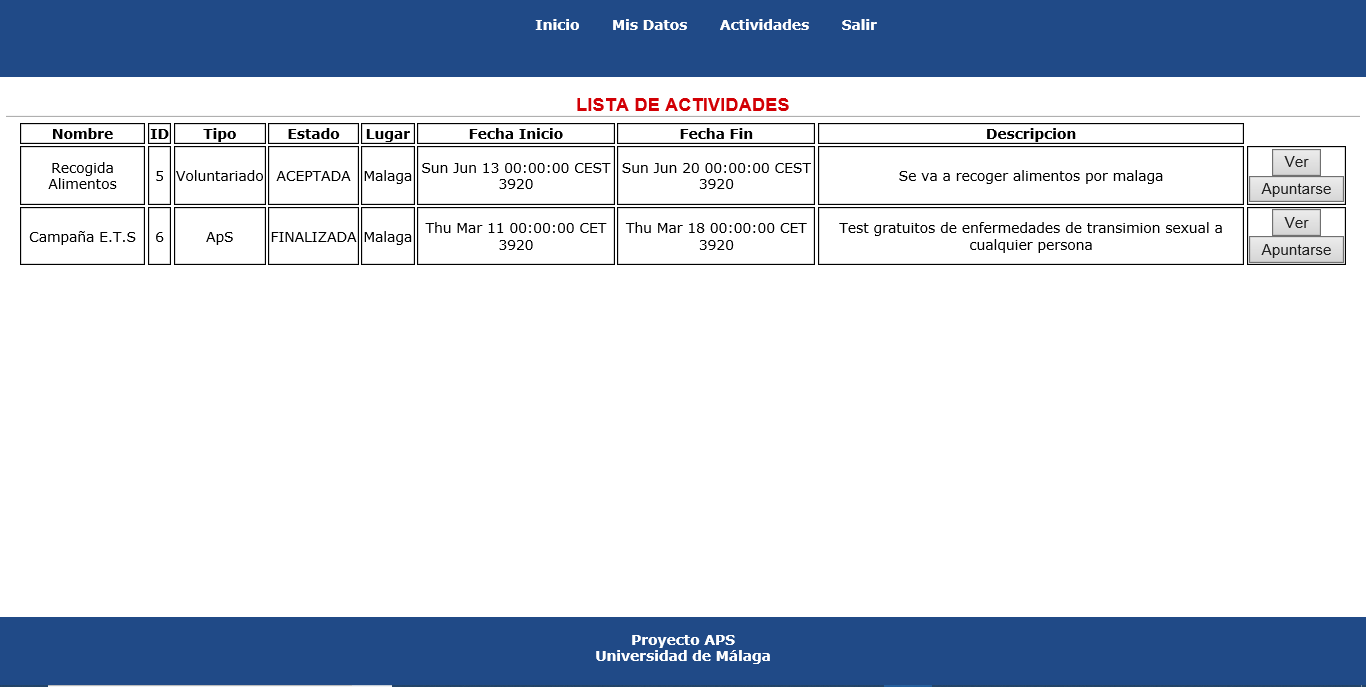 Inicio Mis Datos Actividades Salir
LISTA DE ACTIVIDADES
Nombre ID Tipo Estado Lugar Fecha Inicio Fecha Fin Descripcion
Recogida Alimentos 5 Voluntariado ACEPTADA Malaga Sun Jun 13 00:00:00 CEST 3920 Sun Jun 20 00:00:00 CEST 3920 Se va a recoger alimentos por malaga Ver Apuntarse
Campaña E.T.S 6 ApS FINALIZADA Malaga Thu Mar 11 00:00:00 CET 3920 Thu Mar 18 00:00:00 CET 3920 Test gratuitos de enfermedades de transimion sexual a cualquier persona Ver Apuntarse
Proyecto APS
Universidad de Málaga